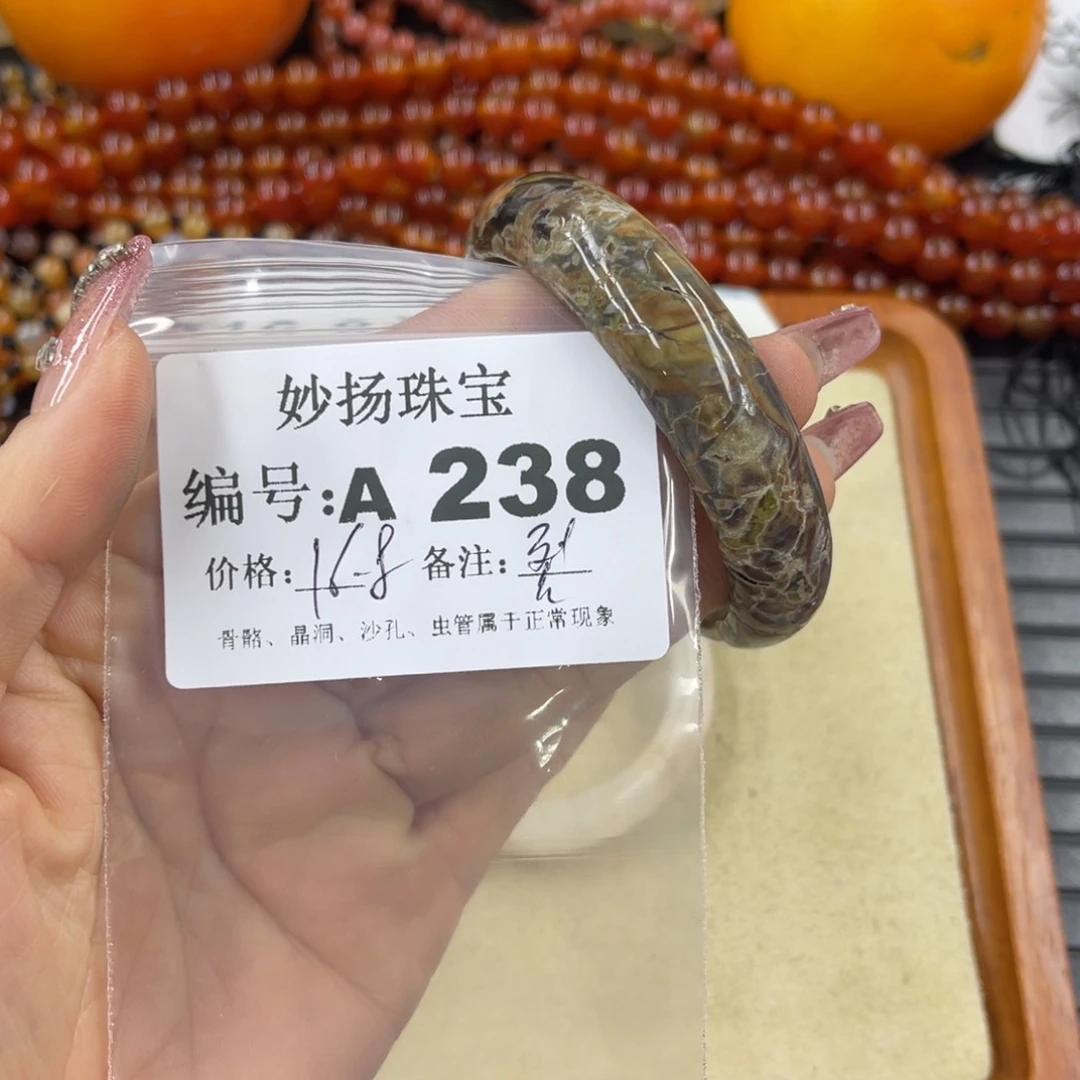 妙扬珠宝
编号:A 238
价格:168 备注:裂
骨骼、晶洞、沙孔、虫管属于正常现象